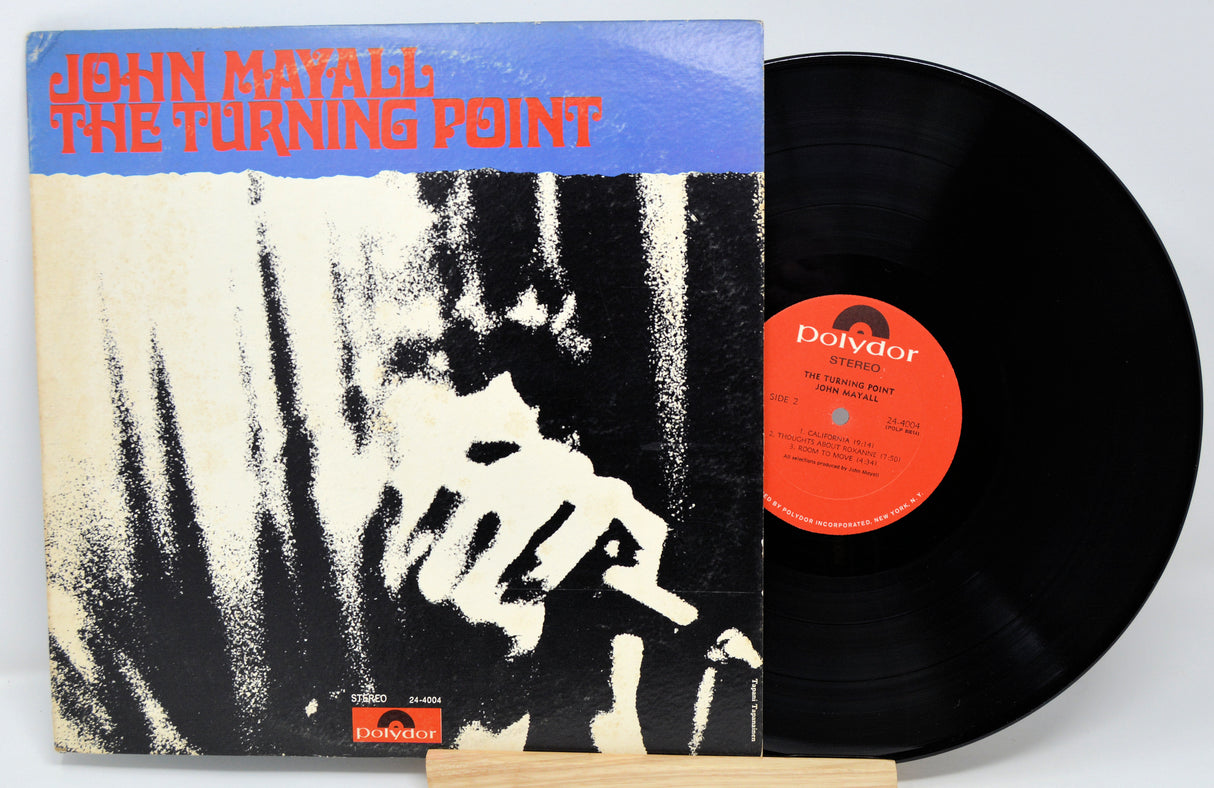 JOHN MAYALL
THE TURNING POINT
STEREO 24-4004
polydor
Tapani Tapanainen
polydor
STEREO
THE TURNING POINT
JOHN MAYALL
SIDE 2
24-4004
1. CALIFORNIA (9:14)
2. THOUGHTS ABOUT ROXANNE (7:50)
3. ROOM TO MOVE (4:34)
All selections produced by John Mayall
BY POLYDOR INCORPORATED, NEW YORK, N.Y.